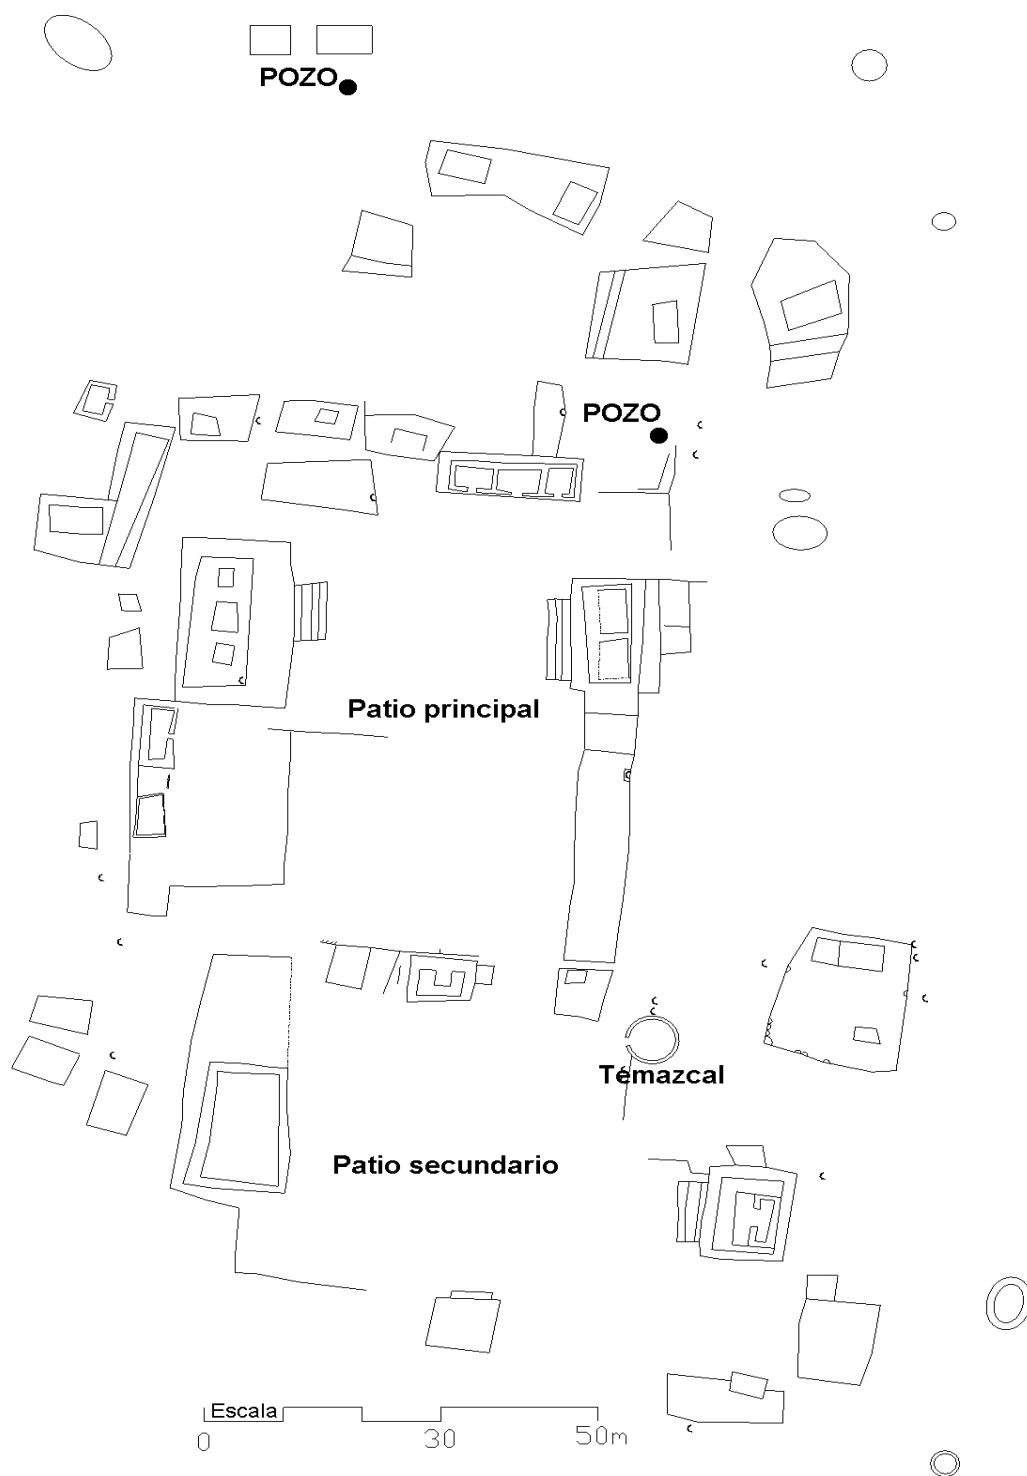 POZO
POZO
Patio principal
Temazcal
Patio secundario
Escala
0 30 50m